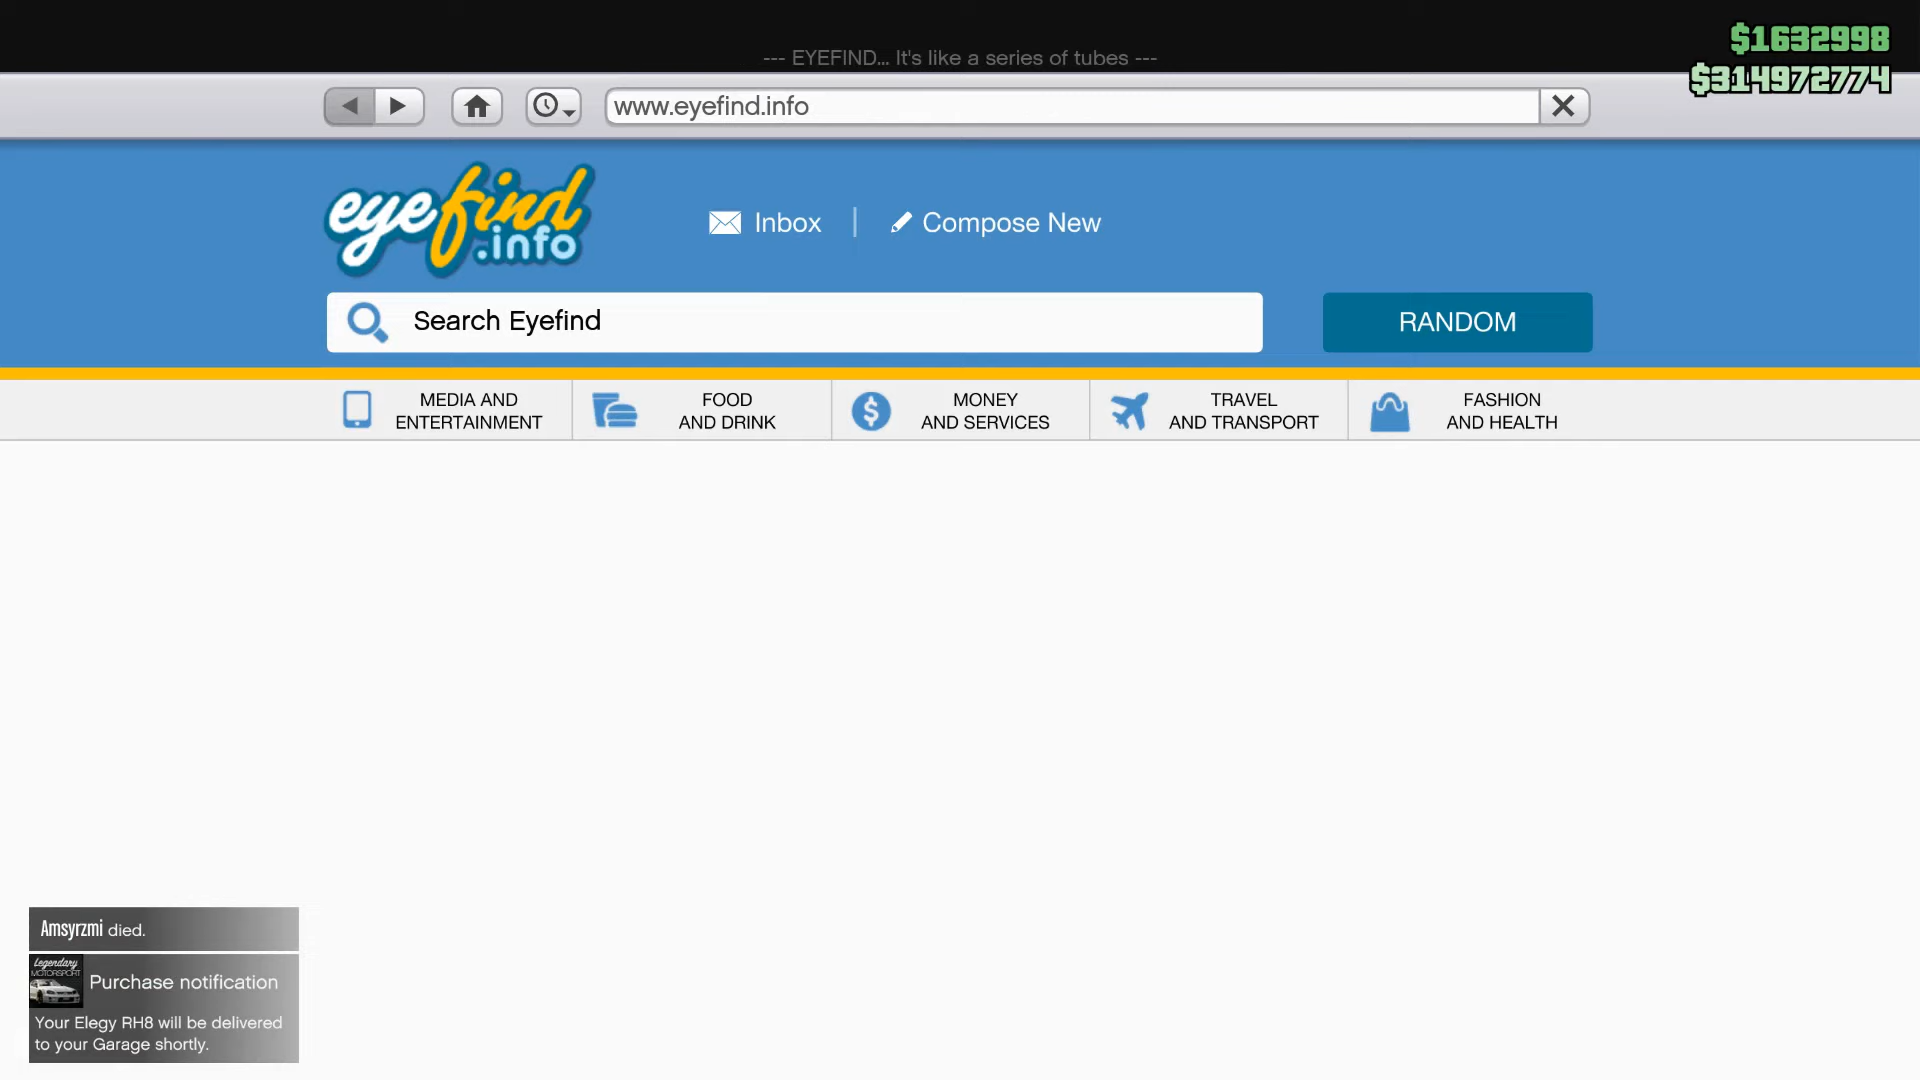 --- EYEFIND... It's like a series of tubes ---
$1632998
$314972774
www.eyefind.info
eyefind
.info
Inbox
Compose New
Search Eyefind
RANDOM
MEDIA AND
ENTERTAINMENT
FOOD
AND DRINK
MONEY
AND SERVICES
TRAVEL
AND TRANSPORT
FASHION
AND HEALTH
Amsyrzmi died.
Legendary
MOTORSPORT
Purchase notification
Your Elegy RH8 will be delivered
to your Garage shortly.